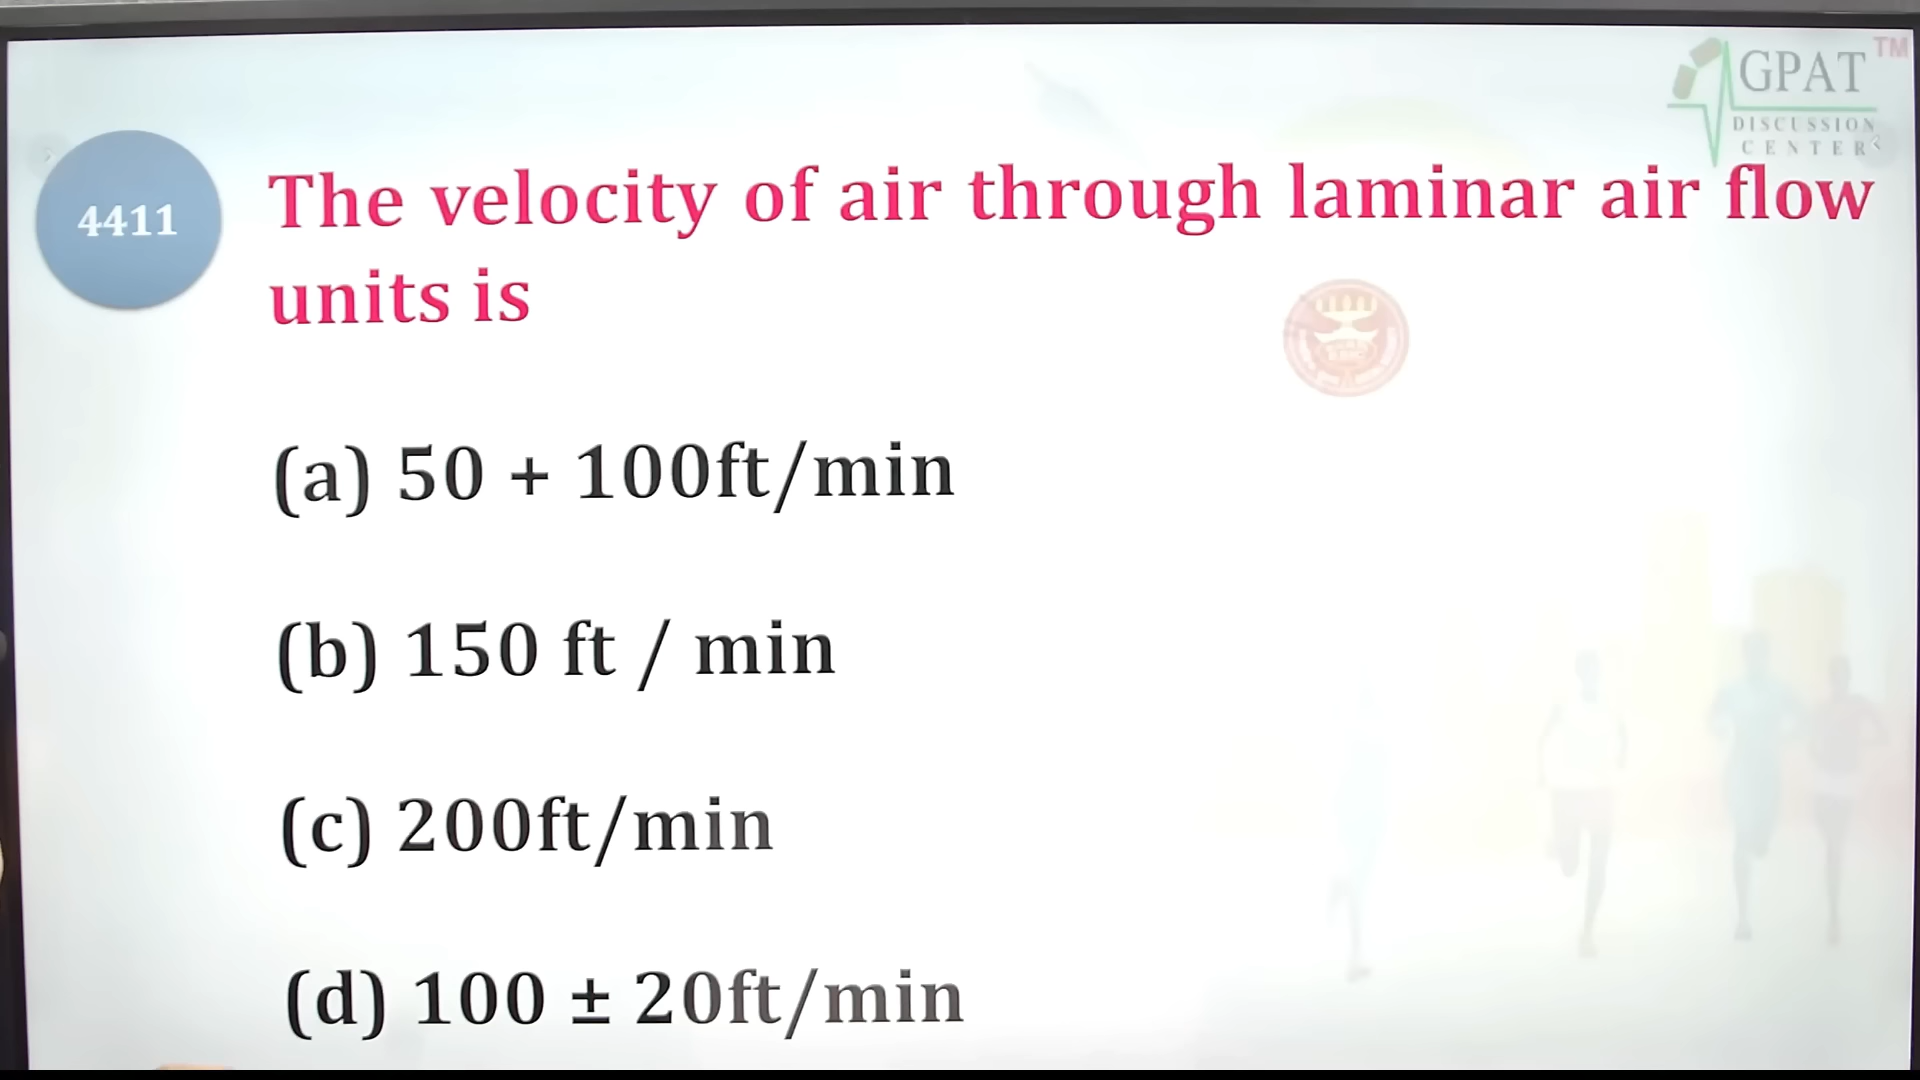 GPAT TM
DISCUSSION
CENTER
4411
The velocity of air through laminar air flow
units is
(a) 50 + 100ft/min
(b) 150 ft / min
(c) 200ft/min
(d) 100 ± 20ft/min